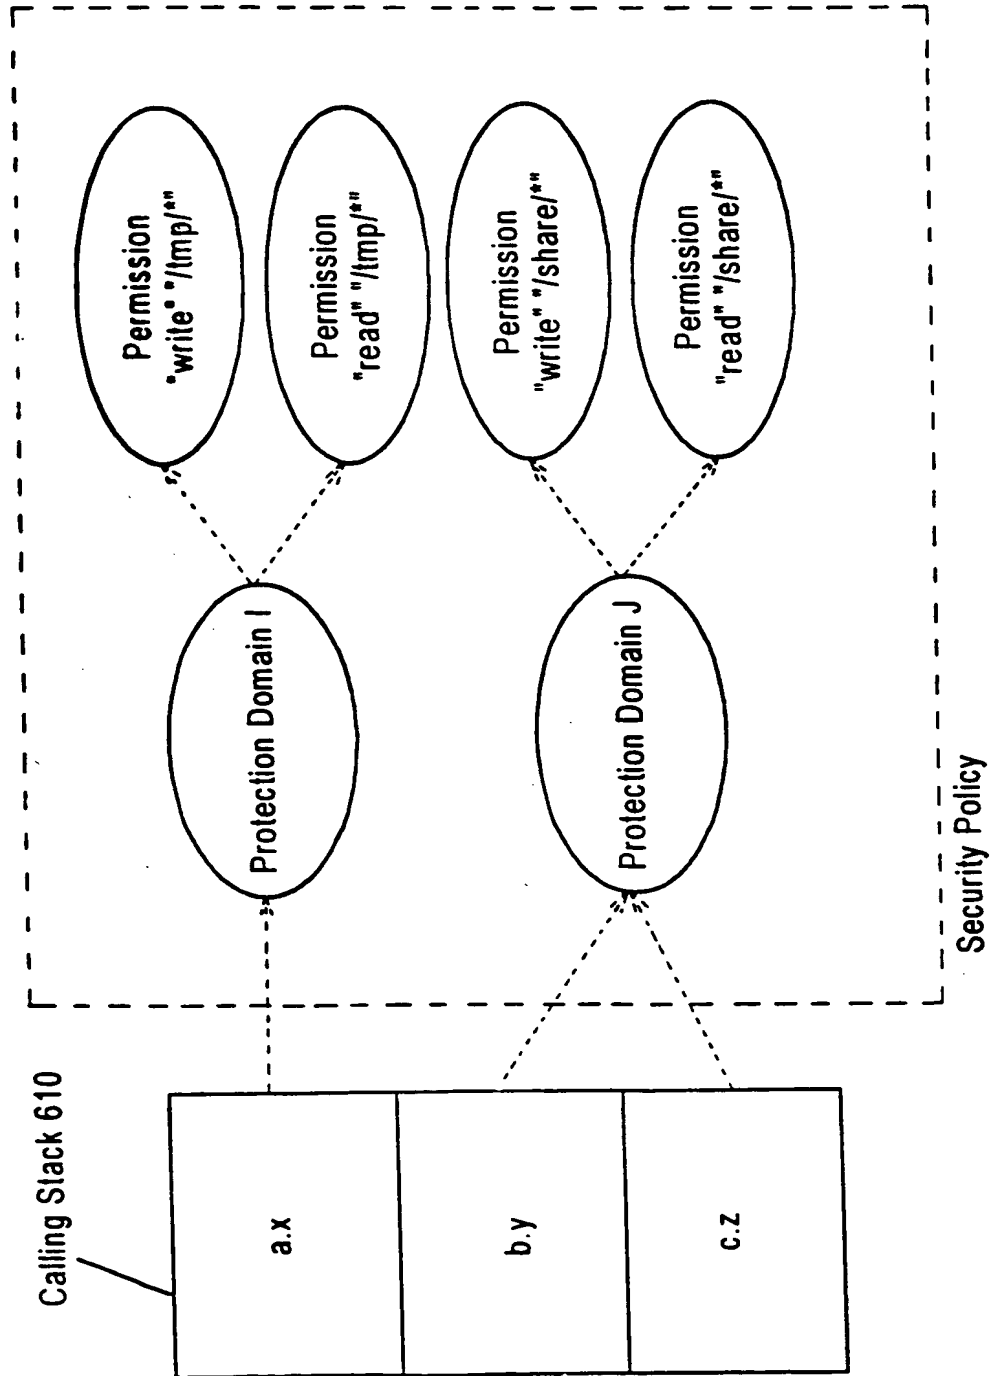 Calling Stack 610
a.x
b.y
c.z
Protection Domain I
Protection Domain J
Permission
"write" "/tmp/*"
Permission
"read" "/tmp/*"
Permission
"write" "/share/*"
Permission
"read" "/share/*"
Security Policy